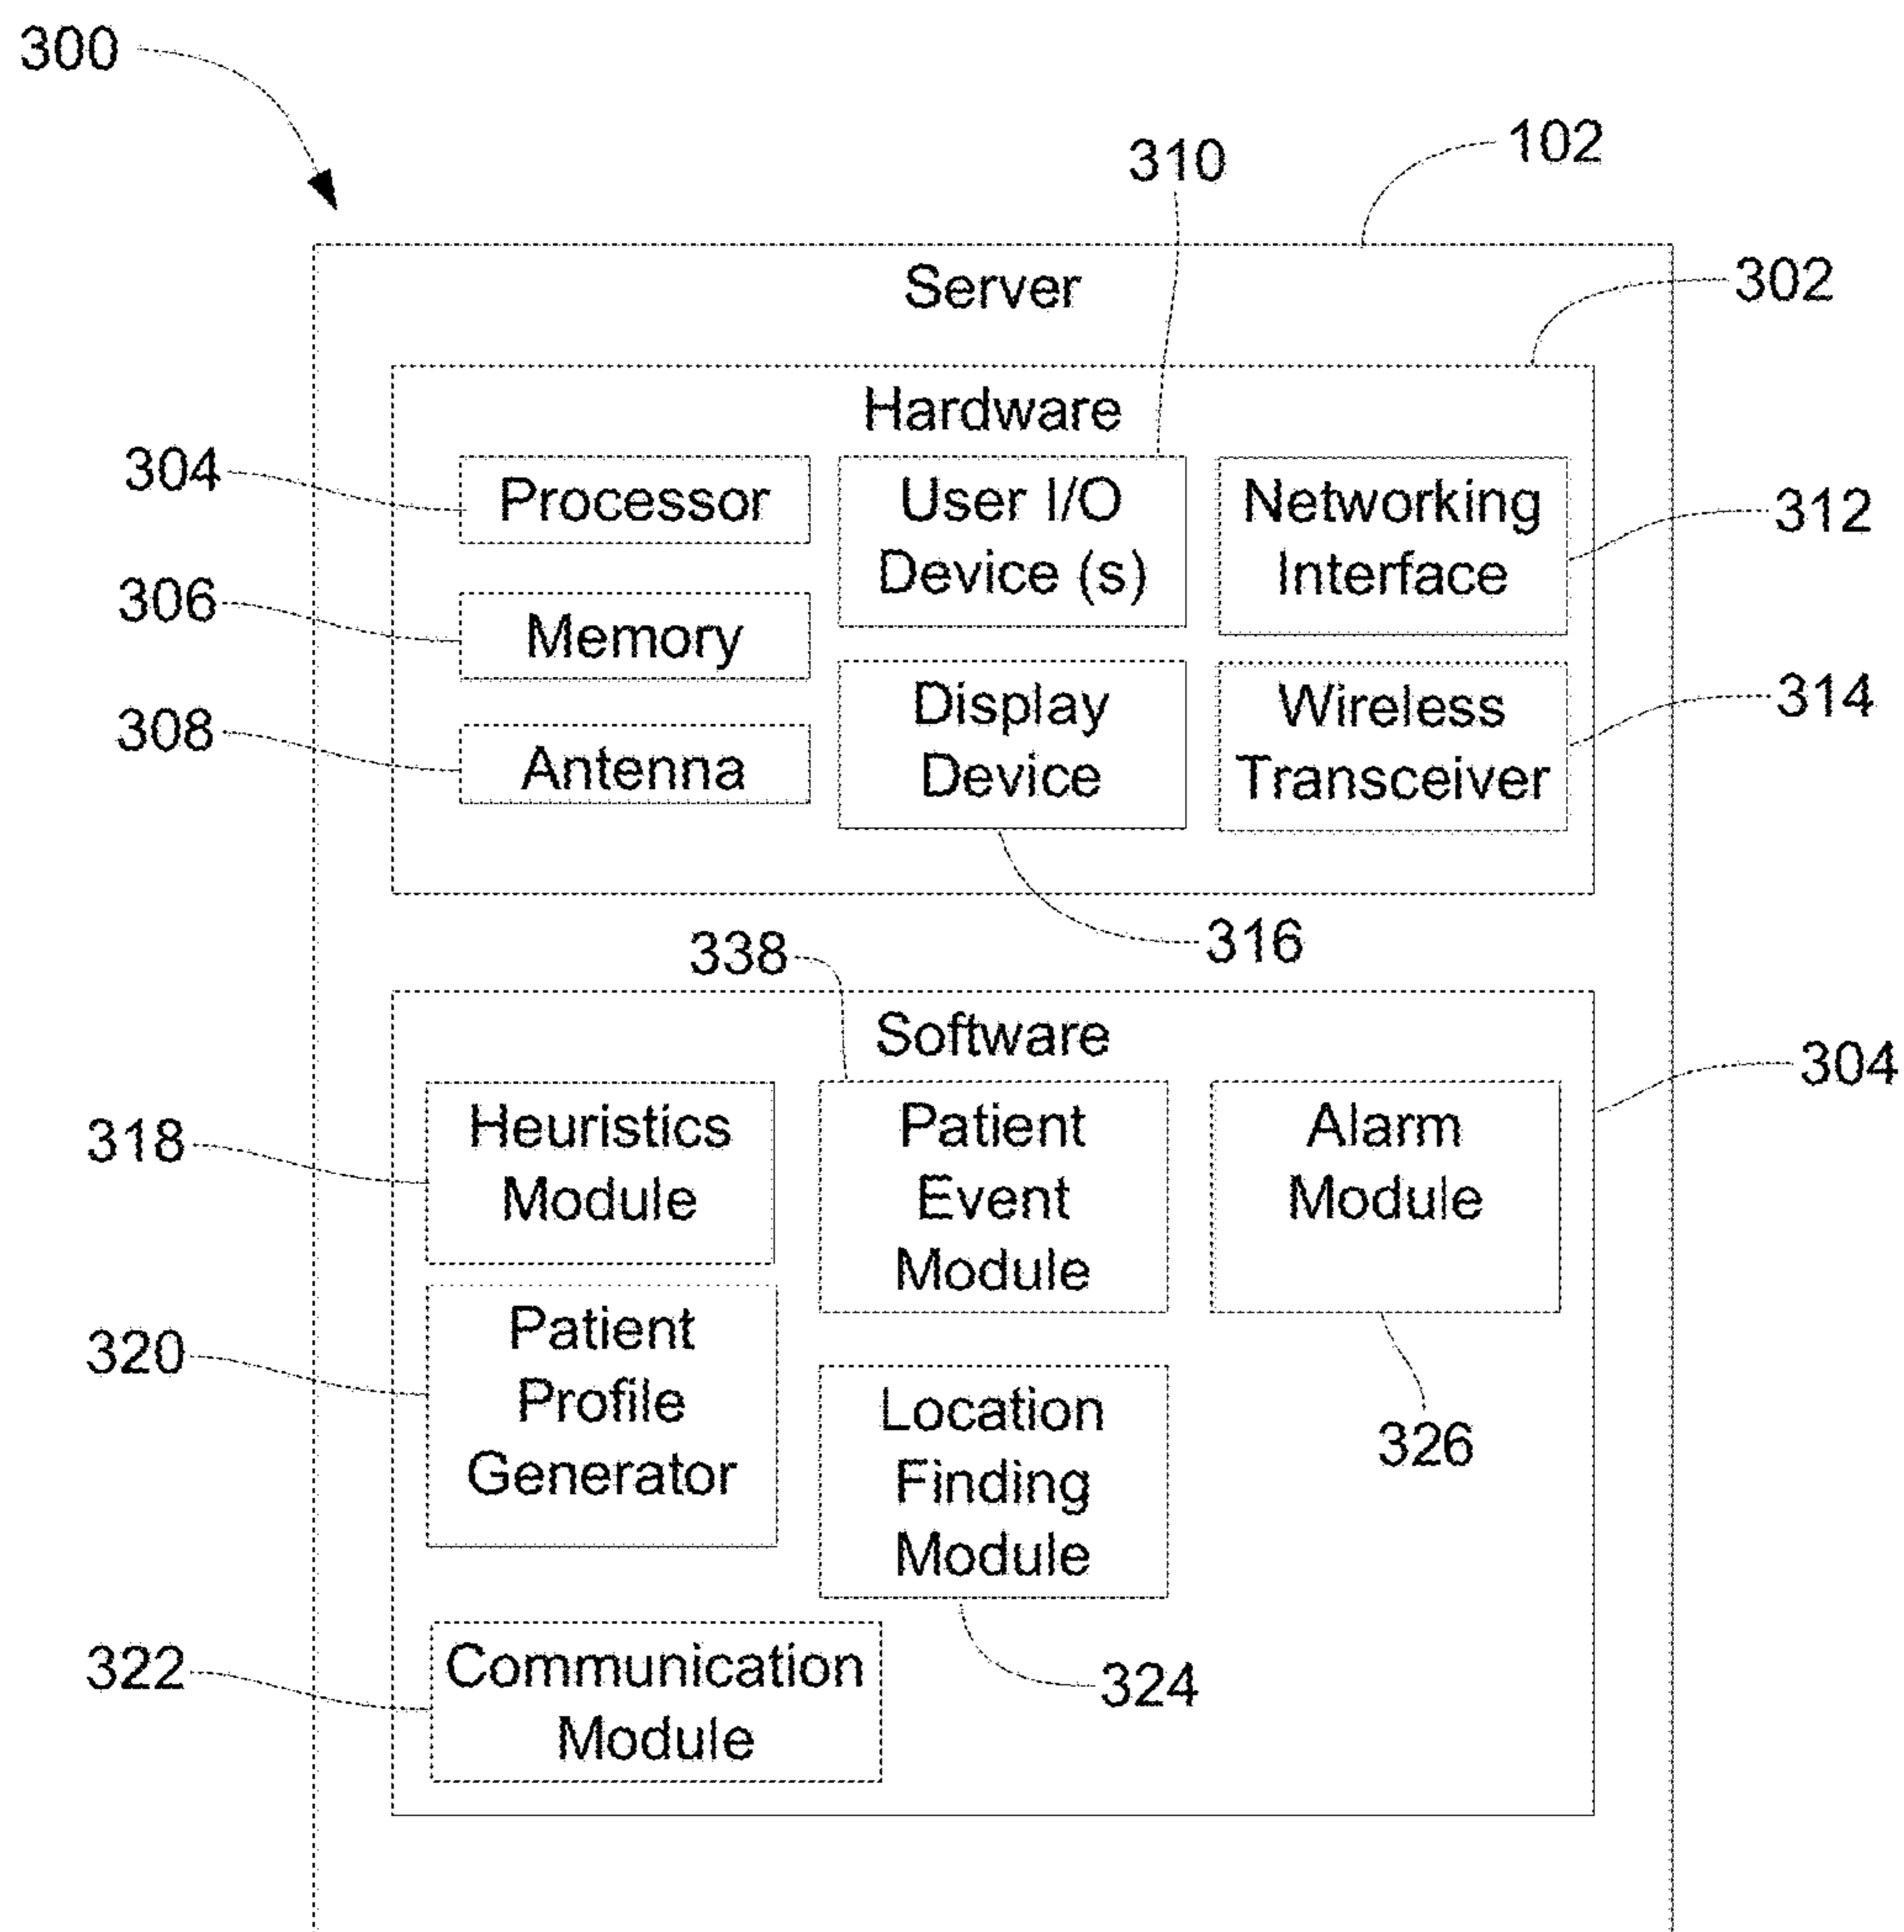 300
102
310
Server
302
Hardware
304
Processor
User I/O
Device (s)
Networking
Interface
312
306
Memory
308
Antenna
Display
Device
Wireless
Transceiver
314
316
338
Software
304
318
Heuristics
Module
Patient
Event
Module
Alarm
Module
320
Patient
Profile
Generator
Location
Finding
Module
326
322
Communication
Module
324